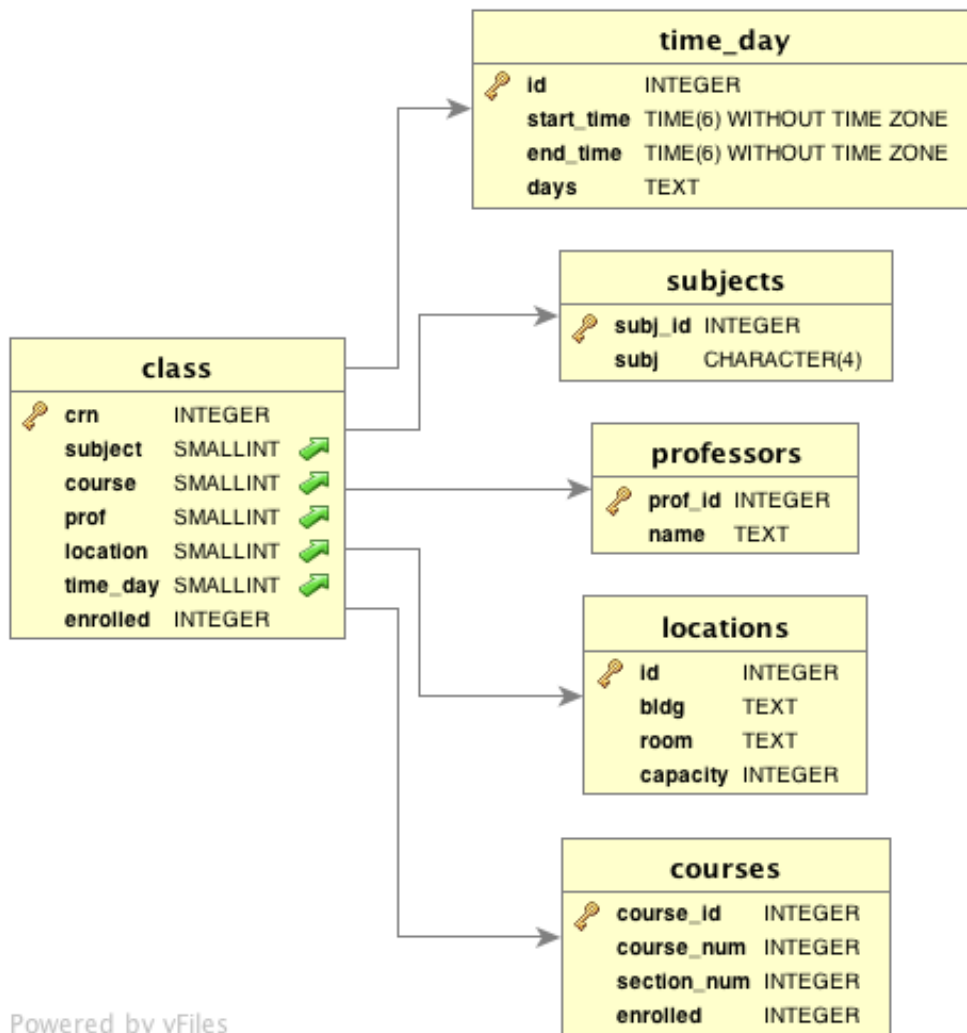 time_day
id INTEGER
start_time TIME(6) WITHOUT TIME ZONE
end_time TIME(6) WITHOUT TIME ZONE
days TEXT
subjects
subj_id INTEGER
subj CHARACTER(4)
class
crn INTEGER
subject SMALLINT
course SMALLINT
prof SMALLINT
location SMALLINT
time_day SMALLINT
enrolled INTEGER
professors
prof_id INTEGER
name TEXT
locations
id INTEGER
bldg TEXT
room TEXT
capacity INTEGER
courses
course_id INTEGER
course_num INTEGER
section_num INTEGER
enrolled INTEGER
Powered by yFiles